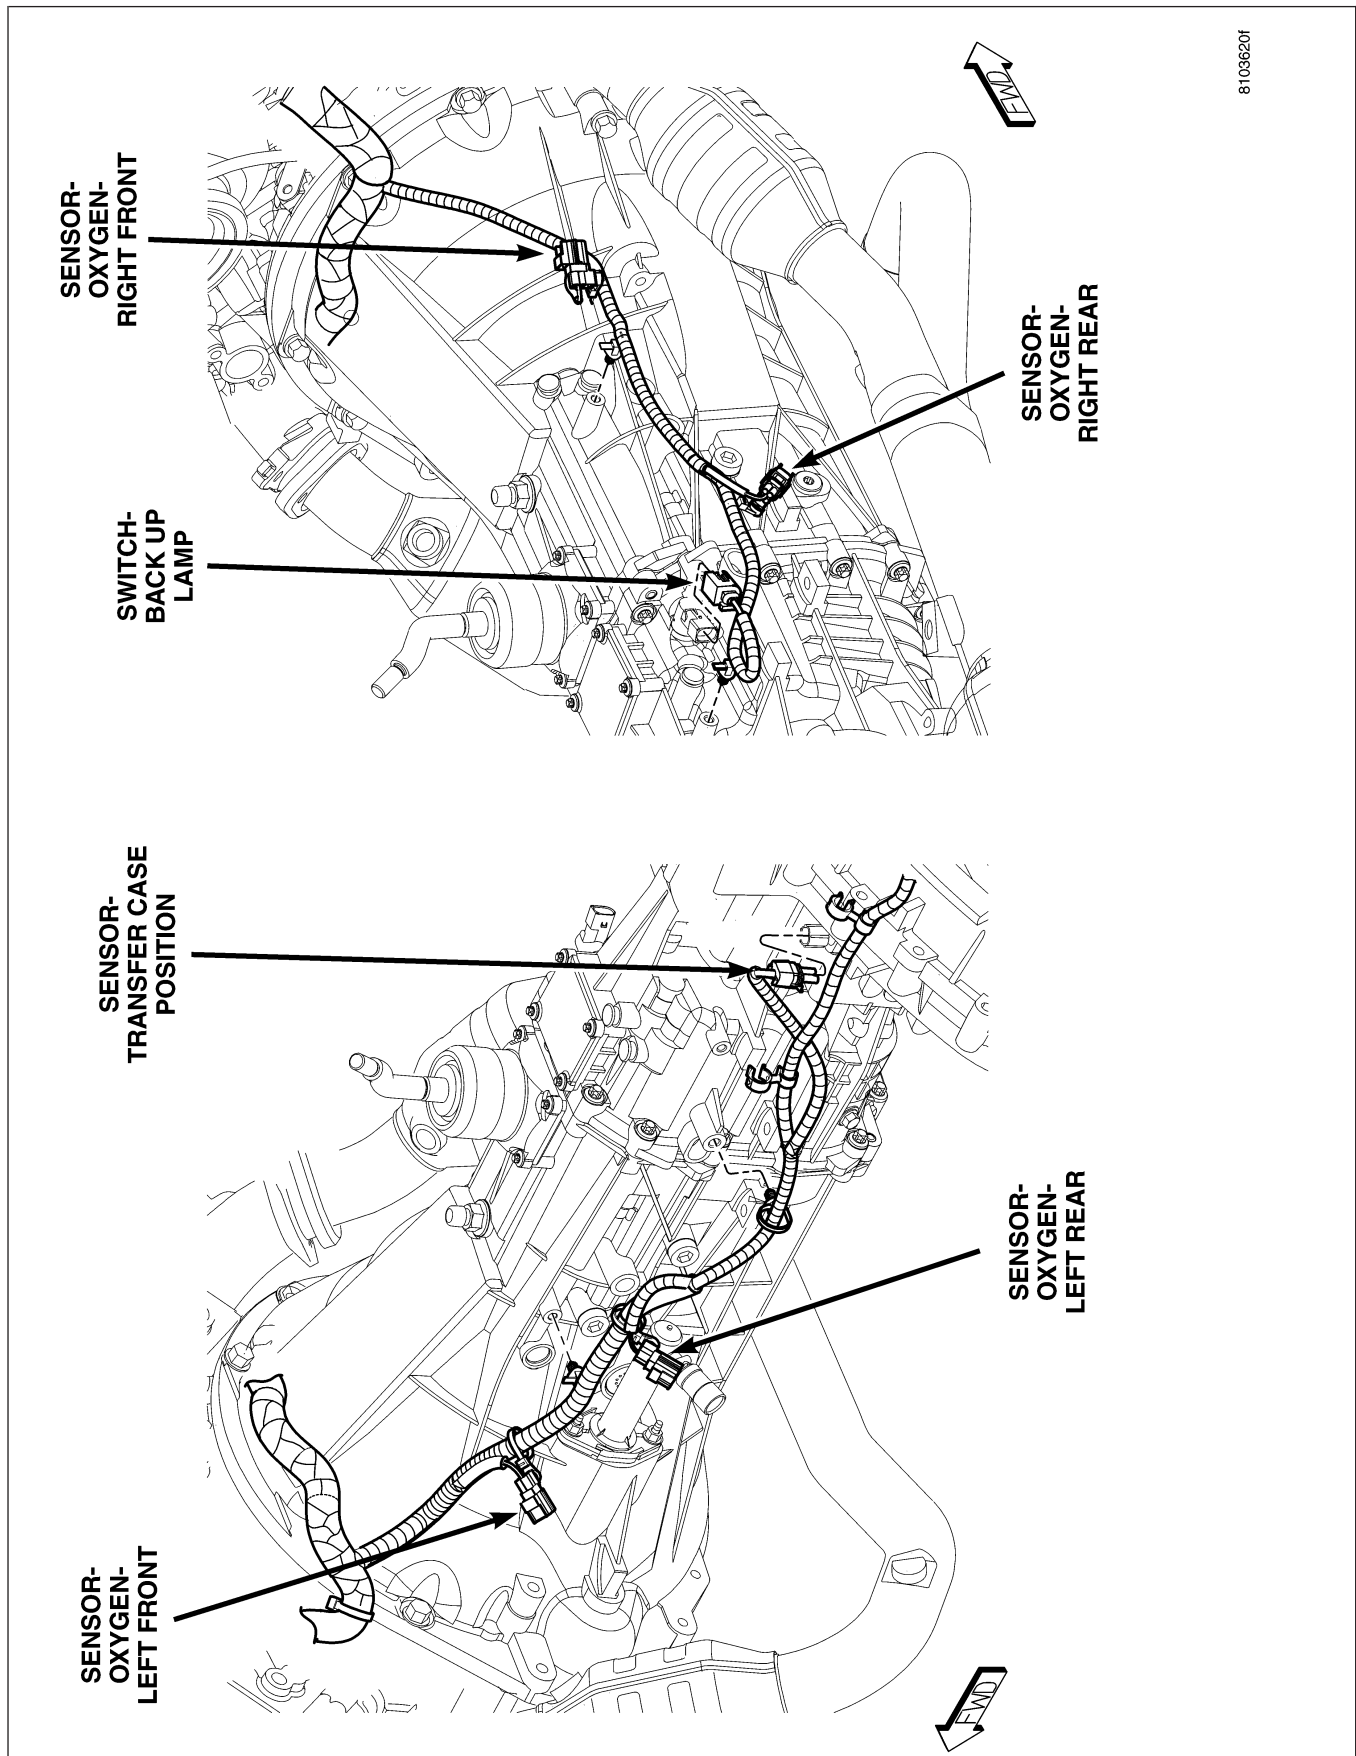 SENSOR-
OXYGEN-
LEFT FRONT
SENSOR-
TRANSFER CASE
POSITION
SENSOR-
OXYGEN-
LEFT REAR
FWD
SWITCH-
BACK UP
LAMP
SENSOR-
OXYGEN-
RIGHT FRONT
SENSOR-
OXYGEN-
RIGHT REAR
FWD
8103620f